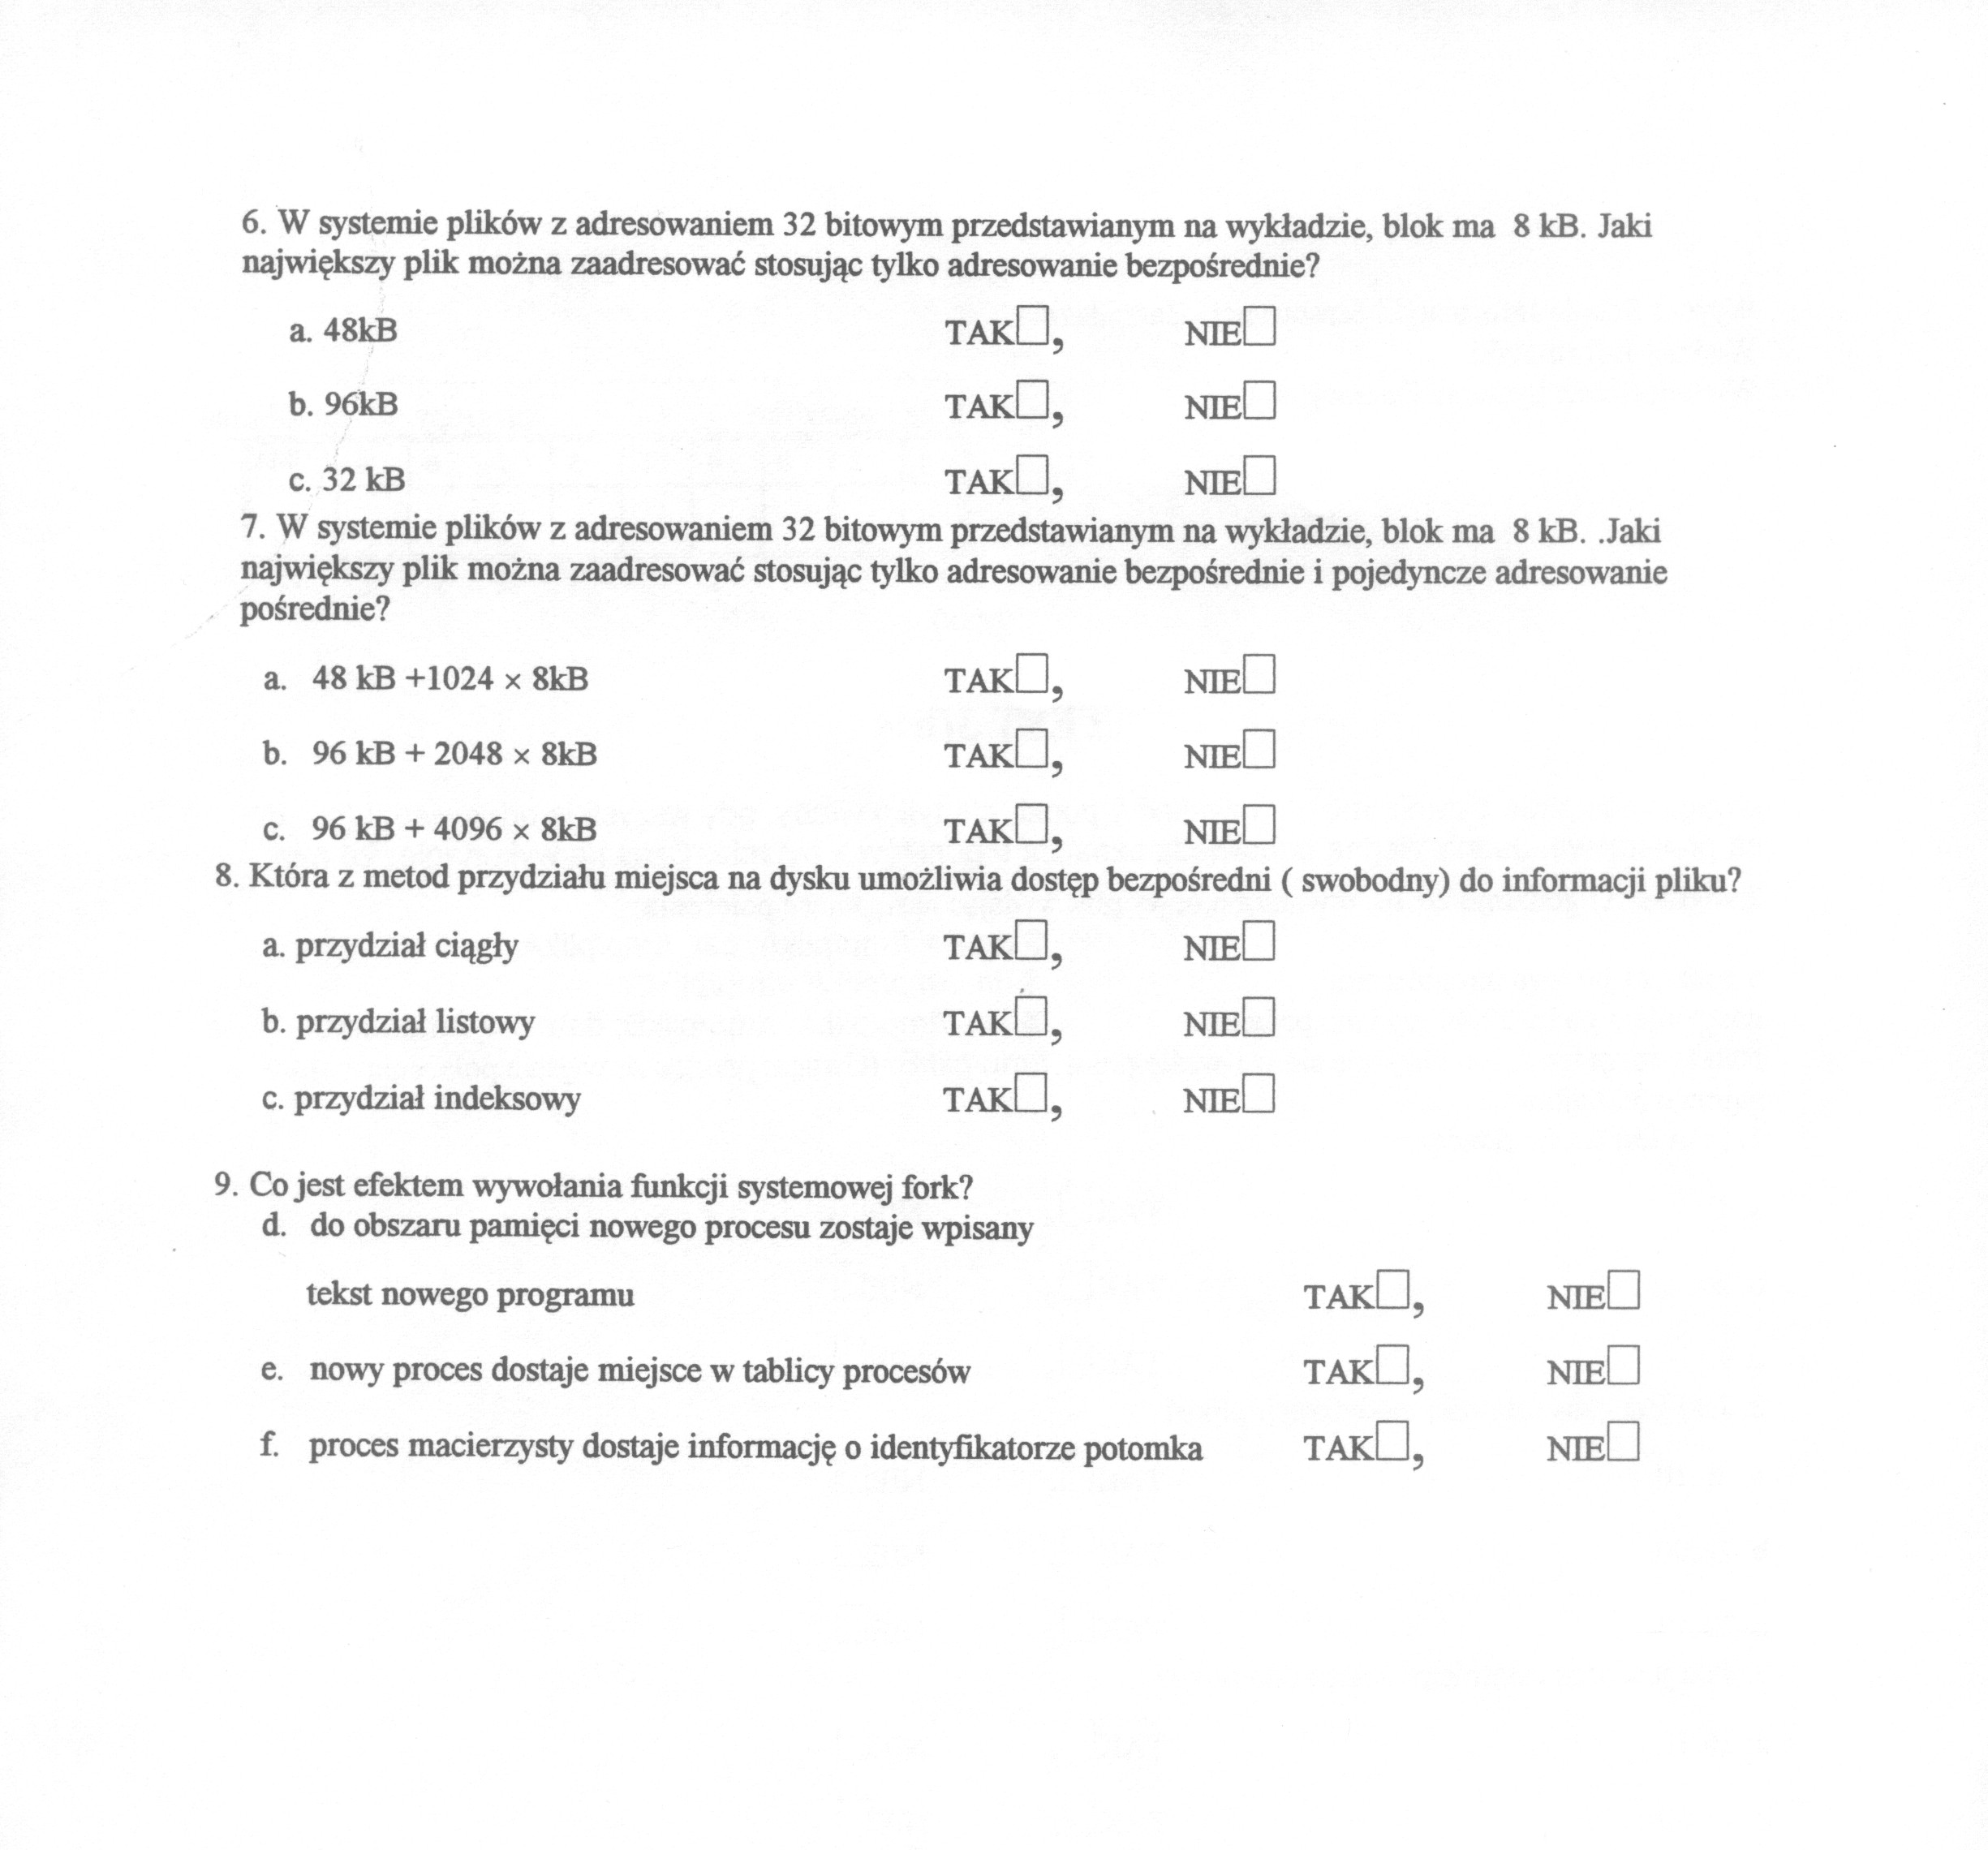 6. W systemie plików z adresowaniem 32 bitowym przedstawianym na wykładzie, blok ma 8 kB. Jaki
największy plik można zaadresować stosując tylko adresowanie bezpośrednie?
a. 48kB TAK□, NIE□
b. 96kB TAK□, NIE□
c. 32 kB TAK□, NIE□
7. W systemie plików z adresowaniem 32 bitowym przedstawianym na wykładzie, blok ma 8 kB. .Jaki
największy plik można zaadresować stosując tylko adresowanie bezpośrednie i pojedyncze adresowanie
pośrednie?
a. 48 kB +1024 × 8kB TAK□, NIE□
b. 96 kB + 2048 × 8kB TAK□, NIE□
c. 96 kB + 4096 × 8kB TAK□, NIE□
8. Która z metod przydziału miejsca na dysku umożliwia dostęp bezpośredni ( swobodny) do informacji pliku?
a. przydział ciągły TAK□, NIE□
b. przydział listowy TAK□, NIE□
c. przydział indeksowy TAK□, NIE□
9. Co jest efektem wywołania funkcji systemowej fork?
d. do obszaru pamięci nowego procesu zostaje wpisany
tekst nowego programu TAK□, NIE□
e. nowy proces dostaje miejsce w tablicy procesów TAK□, NIE□
f. proces macierzysty dostaje informację o identyfikatorze potomka TAK□, NIE□